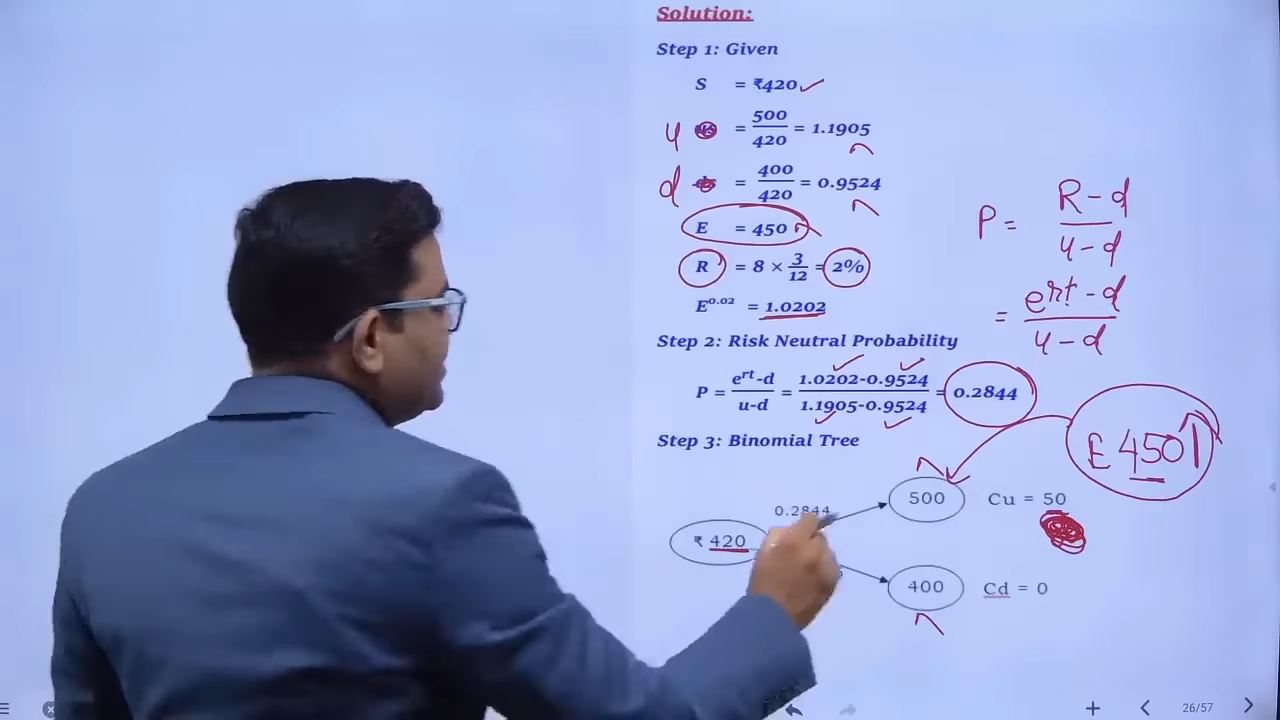 Solution:
Step 1: Given
S = ₹420
u = 500/420 = 1.1905
d = 400/420 = 0.9524
E = 450
R = 8 × 3/12 = 2%
E^0.02 = 1.0202
P = R-d / u-d
= e^rt - d / u-d
Step 2: Risk Neutral Probability
P = e^rt-d / u-d = 1.0202-0.9524 / 1.1905-0.9524 = 0.2844
Step 3: Binomial Tree
E 450
0.2844
500 Cu = 50
₹ 420
400 Cd = 0
26/57